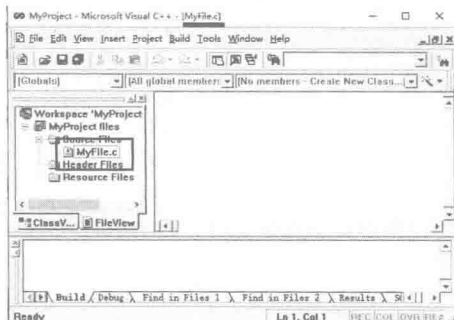 MyProject - Microsoft Visual C++ - [MyFile.c]
File Edit View Insert Project Build Tools Window Help
(Globals) [All global members [No members - Create New Class...
Workspace 'MyProject
MyProject files
Source Files
MyFile.c
Header Files
Resource Files
ClassV... FileView
Build Debug Find in Files 1 Find in Files 2 Results
Ready Ln 1, Col 1 REC COL OVR